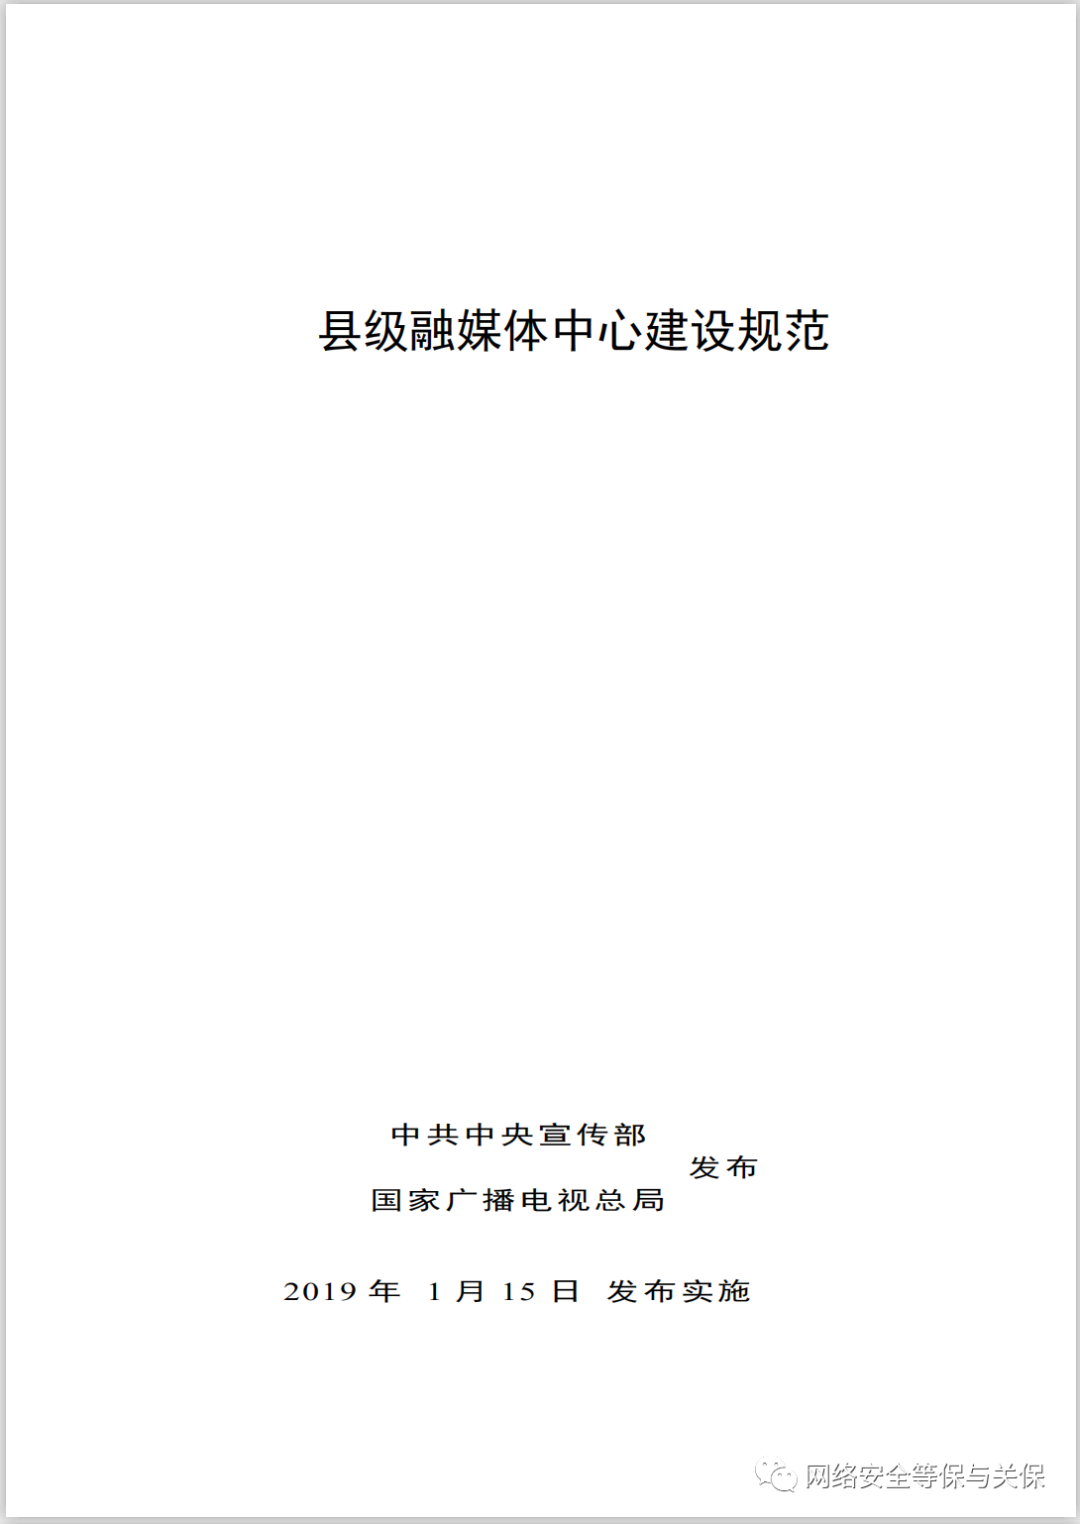 县级融媒体中心建设规范
中共中央宣传部
发布
国家广播电视总局
2019 年 1 月 15 日 发布实施
网络安全等保与关保